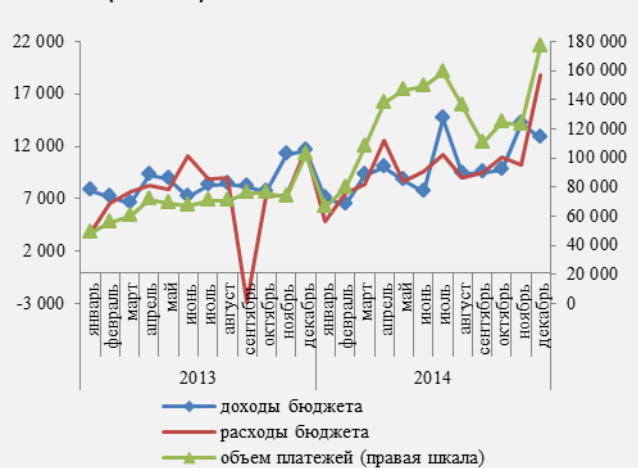 22 000
17 000
12 000
7 000
2 000
-3 000
180 000
160 000
140 000
120 000
100 000
80 000
60 000
40 000
20 000
0
январь
февраль
март
апрель
май
июнь
июль
август
сентябрь
октябрь
ноябрь
декабрь
январь
февраль
март
апрель
май
июнь
июль
август
сентябрь
октябрь
ноябрь
декабрь
2013 2014
доходы бюджета
расходы бюджета
объем платежей (правая шкала)